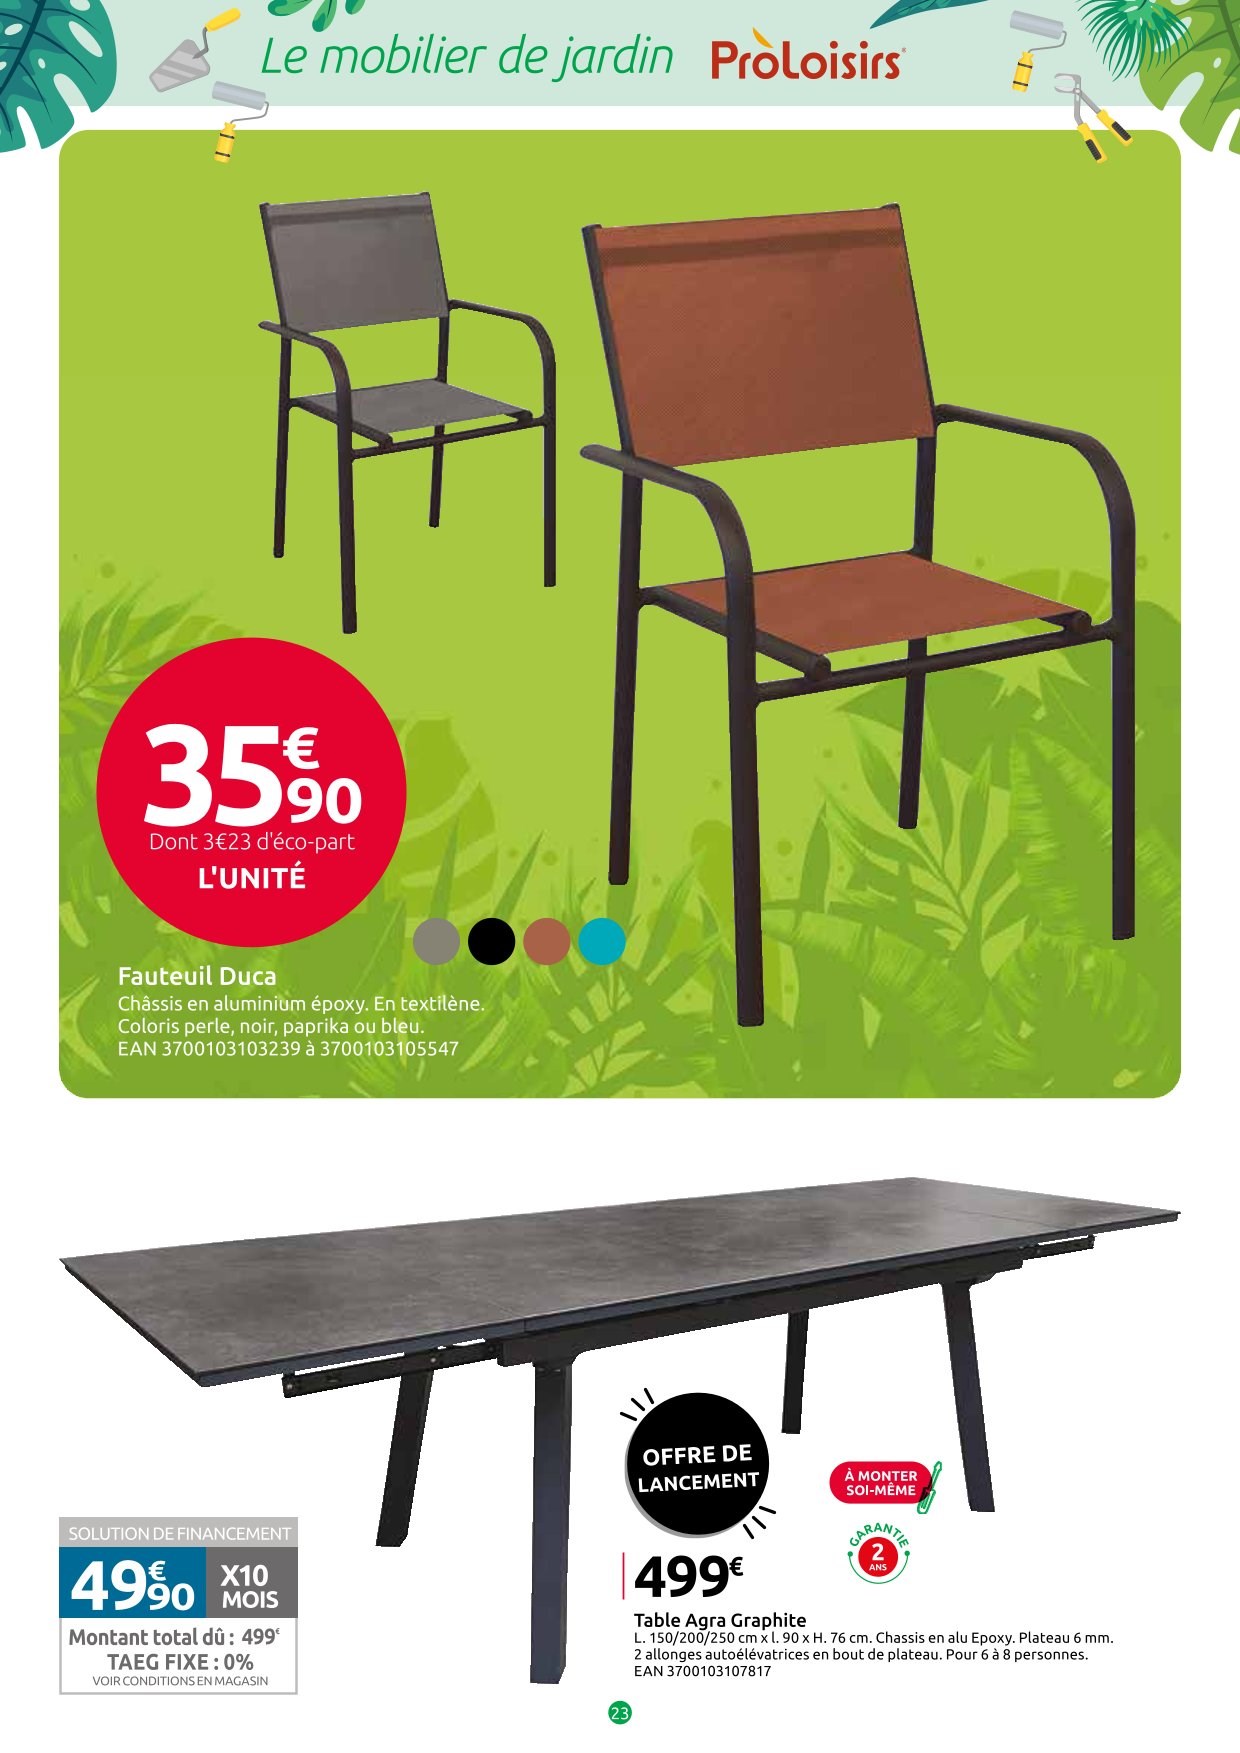 Le mobilier de jardin PròLoisirs®
35€90
Dont 3€23 d'éco-part
L'UNITÉ
Fauteuil Duca
Châssis en aluminium époxy. En textilène.
Coloris perle, noir, paprika ou bleu.
EAN 3700103103239 à 3700103105547
OFFRE DE
LANCEMENT
À MONTER
SOI-MÊME
GARANTIE
2
ANS
499€
Table Agra Graphite
L. 150/200/250 cm x l. 90 x H. 76 cm. Chassis en alu Epoxy. Plateau 6 mm.
2 allonges autoélévatrices en bout de plateau. Pour 6 à 8 personnes.
EAN 3700103107817
SOLUTION DE FINANCEMENT
49€90
X10
MOIS
Montant total dû : 499€
TAEG FIXE : 0%
VOIR CONDITIONS EN MAGASIN
23